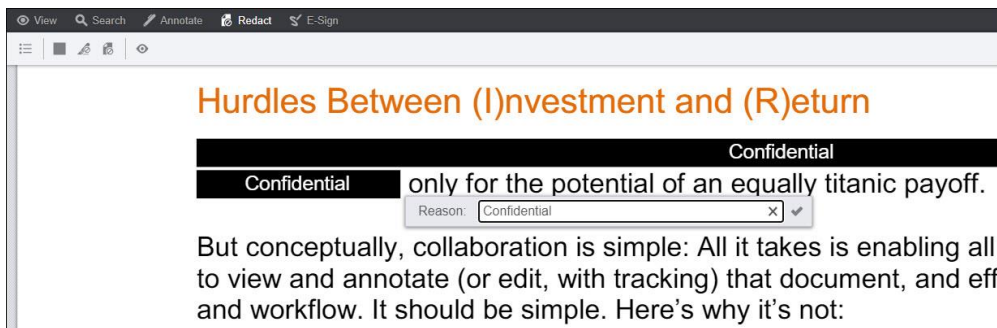 View Search Annotate Redact E-Sign
Hurdles Between (I)nvestment and (R)eturn
Confidential
Confidential only for the potential of an equally titanic payoff.
Reason: Confidential
But conceptually, collaboration is simple: All it takes is enabling all
to view and annotate (or edit, with tracking) that document, and eff
and workflow. It should be simple. Here’s why it’s not: